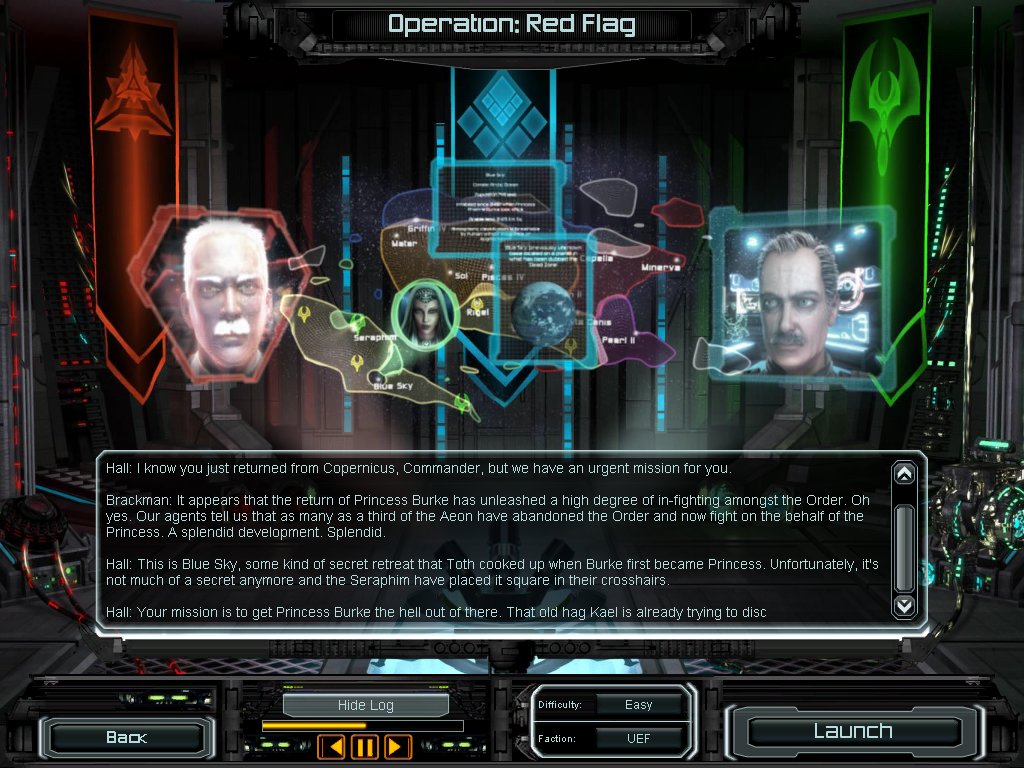 Operation: Red Flag
Blue Sky
Griffin IV
Matar
Capella
Minerva
Sol
Pisces IV
Rigel
Seraphim
Pearl II
Blue Sky
Hall: I know you just returned from Copernicus, Commander, but we have an urgent mission for you.
Brackman: It appears that the return of Princess Burke has unleashed a high degree of in-fighting amongst the Order. Oh
yes. Our agents tell us that as many as a third of the Aeon have abandoned the Order and now fight on the behalf of the
Princess. A splendid development. Splendid.
Hall: This is Blue Sky, some kind of secret retreat that Toth cooked up when Burke first became Princess. Unfortunately, it's
not much of a secret anymore and the Seraphim have placed it square in their crosshairs.
Hall: Your mission is to get Princess Burke the hell out of there. That old hag Kael is already trying to disc
Hide Log
Difficulty: Easy
Back
Faction: UEF
Launch